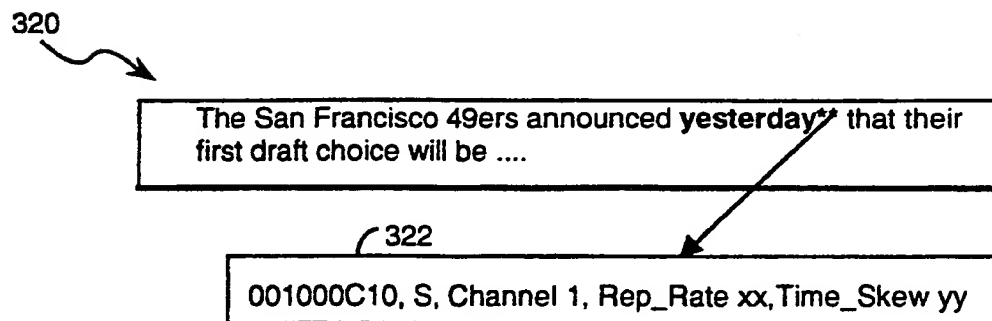 320
The San Francisco 49ers announced yesterday** that their
first draft choice will be ....
322
001000C10, S, Channel 1, Rep_Rate xx,Time_Skew yy